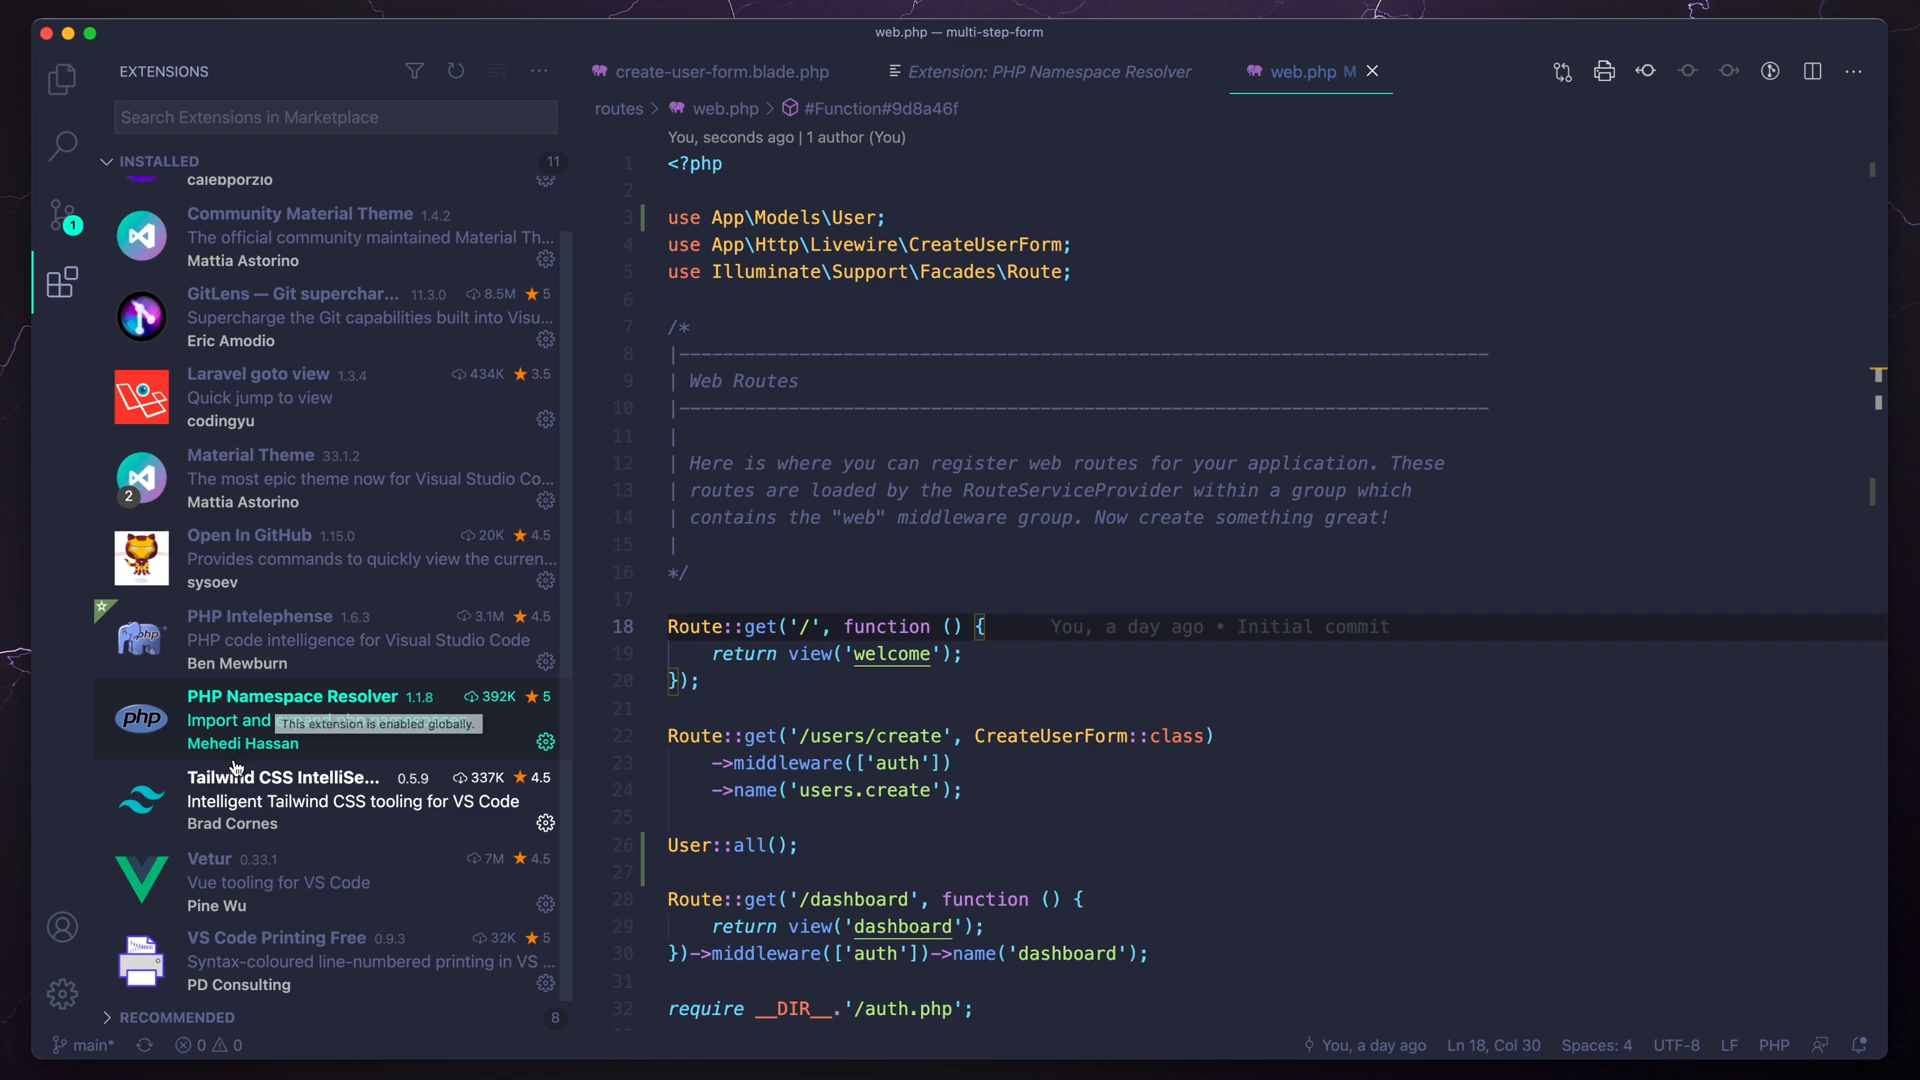 web.php — multi-step-form
EXTENSIONS
Search Extensions in Marketplace
INSTALLED 11
calebporzio
Community Material Theme 1.4.2
The official community maintained Material Th...
Mattia Astorino
GitLens — Git superchar... 11.3.0 8.5M 5
Supercharge the Git capabilities built into Visu...
Eric Amodio
Laravel goto view 1.3.4 434K 3.5
Quick jump to view
codingyu
Material Theme 33.1.2
The most epic theme now for Visual Studio Co...
2
Mattia Astorino
Open In GitHub 1.15.0 20K 4.5
Provides commands to quickly view the curren...
sysoev
PHP Intelephense 1.6.3 3.1M 4.5
php
PHP code intelligence for Visual Studio Code
Ben Mewburn
PHP Namespace Resolver 1.1.8 392K 5
php
Import and
This extension is enabled globally.
Mehedi Hassan
Tailwind CSS IntelliSe... 0.5.9 337K 4.5
Intelligent Tailwind CSS tooling for VS Code
Brad Cornes
Vetur 0.33.1 7M 4.5
Vue tooling for VS Code
Pine Wu
VS Code Printing Free 0.9.3 32K 5
Syntax-coloured line-numbered printing in VS ...
PD Consulting
RECOMMENDED 8
1
create-user-form.blade.php Extension: PHP Namespace Resolver web.php M
routes > web.php > #Function#9d8a46f
You, seconds ago | 1 author (You)
1 <?php
2
3 use App\Models\User;
4 use App\Http\Livewire\CreateUserForm;
5 use Illuminate\Support\Facades\Route;
6
7 /*
8 |--------------------------------------------------------------------------
9 | Web Routes
10 |--------------------------------------------------------------------------
11 |
12 | Here is where you can register web routes for your application. These
13 | routes are loaded by the RouteServiceProvider within a group which
14 | contains the "web" middleware group. Now create something great!
15 |
16 */
17
18 Route::get('/', function () { You, a day ago • Initial commit
19 return view('welcome');
20 });
21
22 Route::get('/users/create', CreateUserForm::class)
23 ->middleware(['auth'])
24 ->name('users.create');
25
26 User::all();
27
28 Route::get('/dashboard', function () {
29 return view('dashboard');
30 })->middleware(['auth'])->name('dashboard');
31
32 require __DIR__.'/auth.php';
main* 0 0 You, a day ago Ln 18, Col 30 Spaces: 4 UTF-8 LF PHP